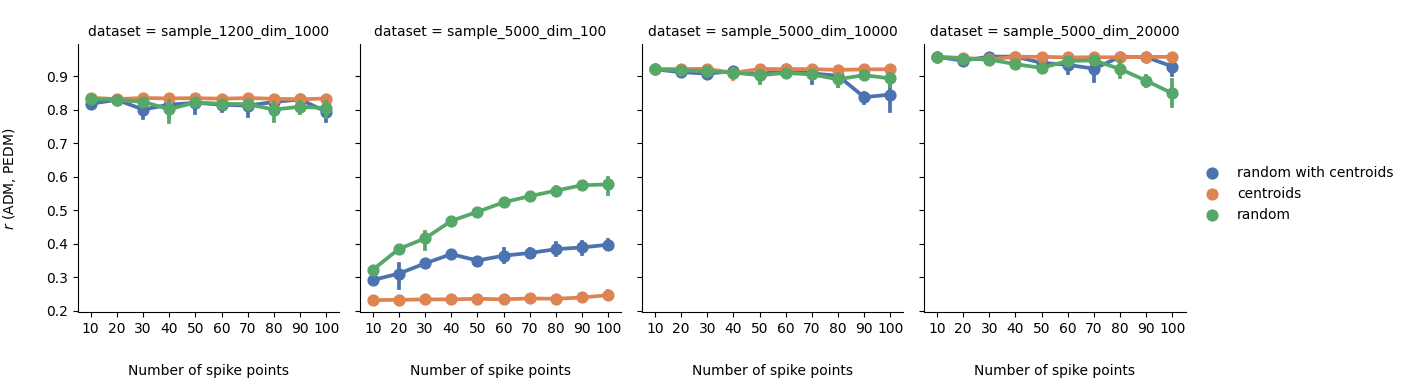 dataset = sample_1200_dim_1000
dataset = sample_5000_dim_100
dataset = sample_5000_dim_10000
dataset = sample_5000_dim_20000
r (ADM, PEDM)
0.9
0.8
0.7
0.6
0.5
0.4
0.3
0.2
10 20 30 40 50 60 70 80 90 100
10 20 30 40 50 60 70 80 90 100
10 20 30 40 50 60 70 80 90 100
10 20 30 40 50 60 70 80 90 100
Number of spike points
Number of spike points
Number of spike points
Number of spike points
random with centroids
centroids
random